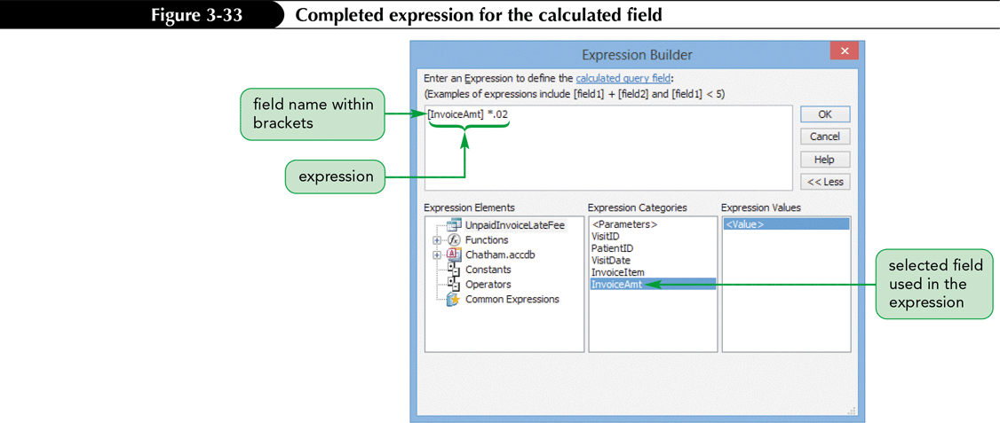 Figure 3-33
Completed expression for the calculated field
Expression Builder
Enter an Expression to define the calculated query field:
(Examples of expressions include [field1] + [field2] and [field1] < 5)
field name within
brackets
[InvoiceAmt] *.02
expression
OK
Cancel
Help
<< Less
Expression Elements
UnpaidInvoiceLateFee
Functions
Chatham.accdb
Constants
Operators
Common Expressions
Expression Categories
<Parameters>
VisitID
PatientID
VisitDate
InvoiceItem
InvoiceAmt
Expression Values
<Value>
selected field
used in the
expression